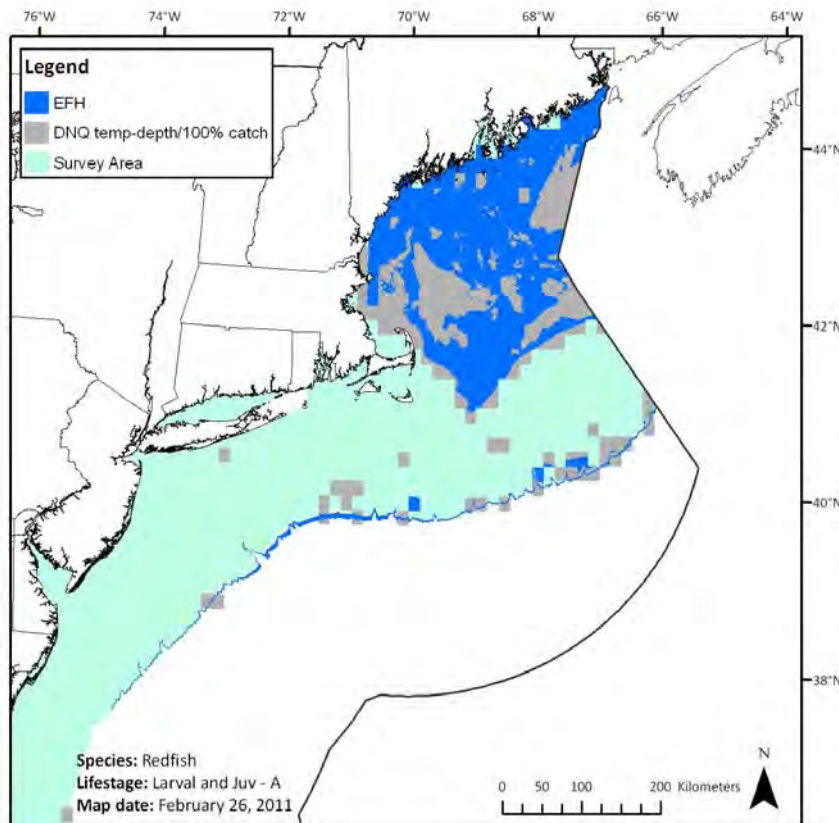 76°W 74°W 72°W 70°W 68°W 66°W 64°W
Legend
EFH
DNQ temp-depth/100% catch
Survey Area
44°N
42°N
40°N
38°N
Species: Redfish
Lifestage: Larval and Juv - A
Map date: February 26, 2011
0 50 100 200 Kilometers
N